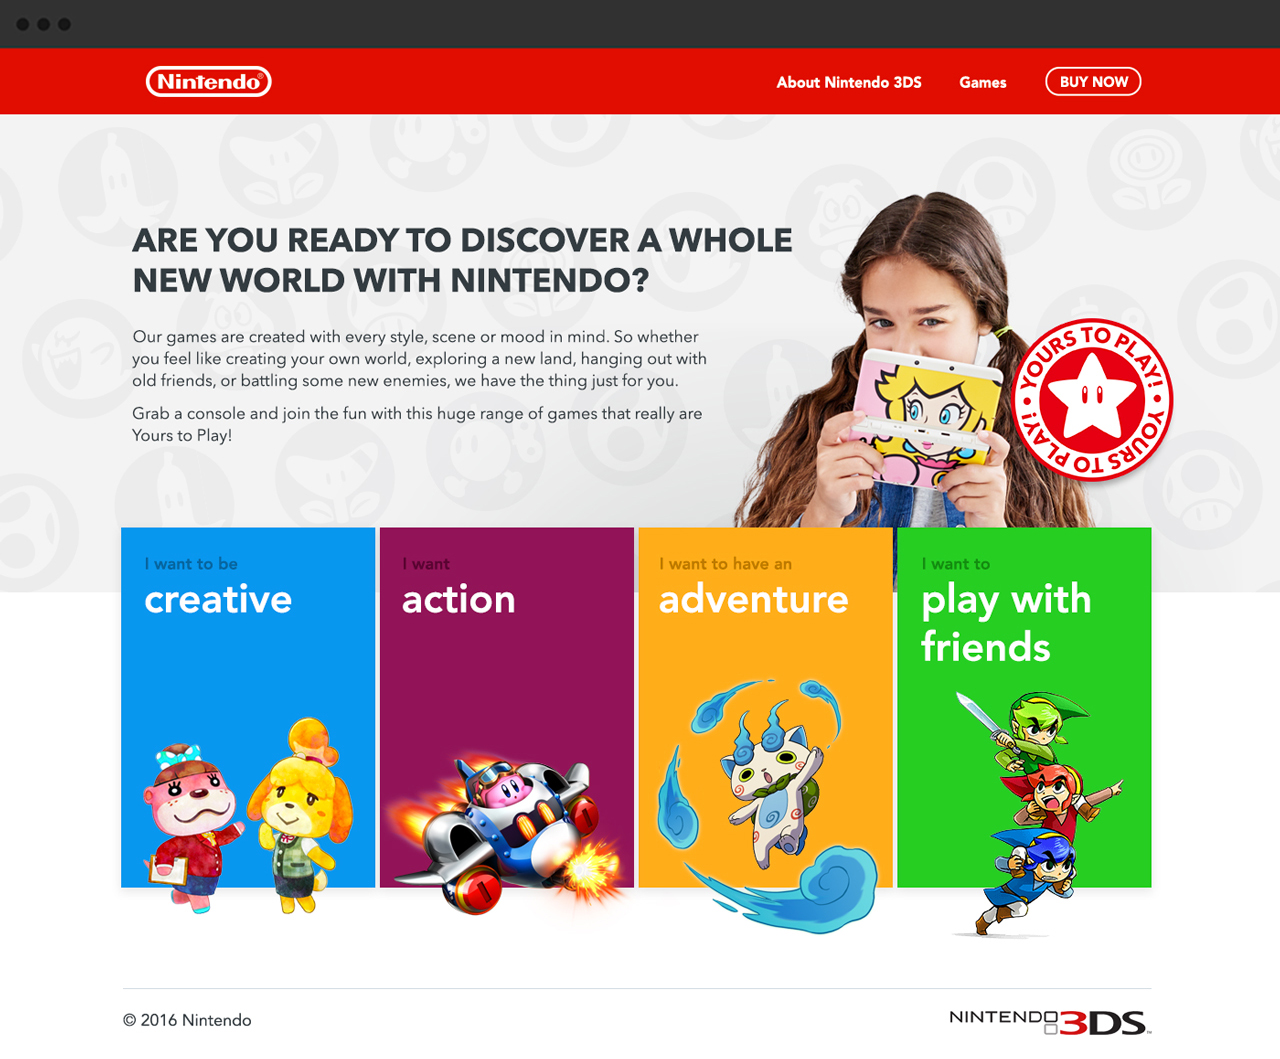 Nintendo®
About Nintendo 3DS
Games
BUY NOW
ARE YOU READY TO DISCOVER A WHOLE
NEW WORLD WITH NINTENDO?
Our games are created with every style, scene or mood in mind. So whether
you feel like creating your own world, exploring a new land, hanging out with
old friends, or battling some new enemies, we have the thing just for you.
Grab a console and join the fun with this huge range of games that really are
Yours to Play!
YOURS TO PLAY!
YOURS TO PLAY!
I want to be
creative
I want
action
I want to have an
adventure
I want to
play with
friends
© 2016 Nintendo
NINTENDO 3DS™